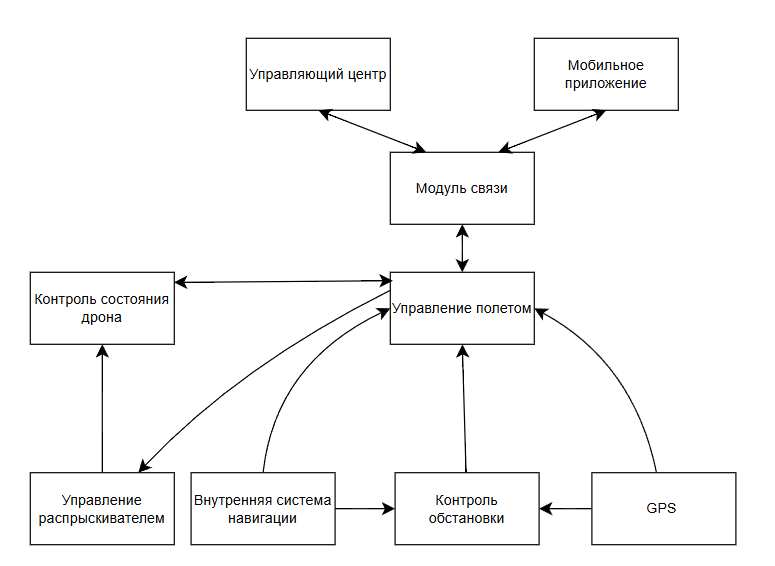 Управляющий центр
Мобильное
приложение
Модуль связи
Контроль состояния
дрона
Управление полетом
Управление
распрыскивателем
Внутренняя система
навигации
Контроль
обстановки
GPS